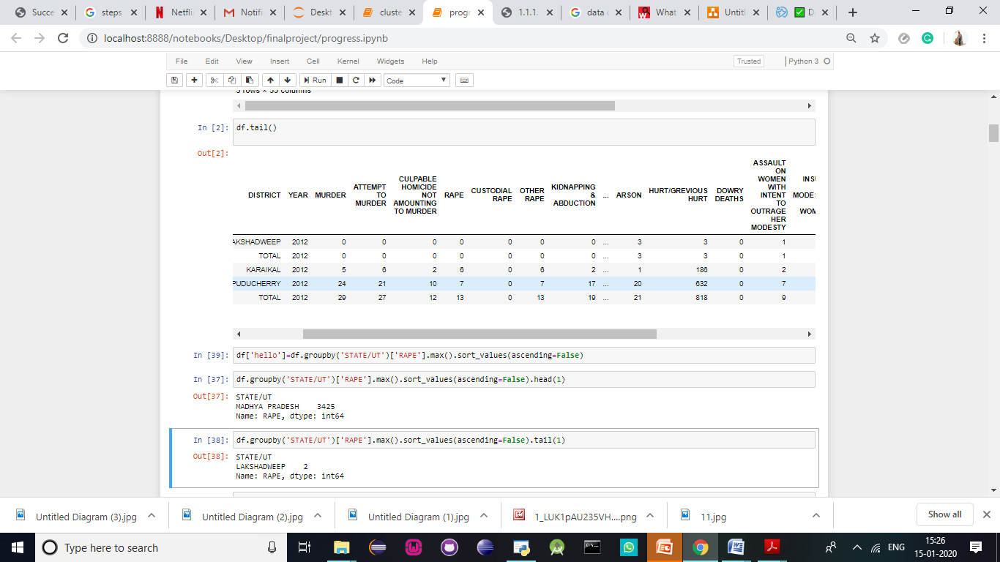 Succe
steps
Netfli
Notifi
Deskt
cluste
progr
1.1.1.
data
What
Untitl
localhost:8888/notebooks/Desktop/finalproject/progress.ipynb
File Edit View Insert Cell Kernel Widgets Help
Trusted
Python 3
Run
Code
5 rows × 35 columns
In [2]: df.tail()
Out[2]:
DISTRICT YEAR MURDER ATTEMPT TO MURDER CULPABLE HOMICIDE NOT AMOUNTING TO MURDER RAPE CUSTODIAL RAPE OTHER RAPE KIDNAPPING & ABDUCTION ... ARSON HURT/GREVIOUS HURT DOWRY DEATHS ASSAULT ON WOMEN WITH INTENT TO OUTRAGE HER MODESTY INSU MODES WOM
AKSHADWEEP 2012 0 0 0 0 0 0 0 ... 3 3 0 1
TOTAL 2012 0 0 0 0 0 0 0 ... 3 3 0 1
KARAIKAL 2012 5 6 2 6 0 6 2 ... 1 186 0 2
PUDUCHERRY 2012 24 21 10 7 0 7 17 ... 20 632 0 7
TOTAL 2012 29 27 12 13 0 13 19 ... 21 818 0 9
In [39]: df['hello']=df.groupby('STATE/UT')['RAPE'].max().sort_values(ascending=False)
In [37]: df.groupby('STATE/UT')['RAPE'].max().sort_values(ascending=False).head(1)
Out[37]: STATE/UT
MADHYA PRADESH 3425
Name: RAPE, dtype: int64
In [38]: df.groupby('STATE/UT')['RAPE'].max().sort_values(ascending=False).tail(1)
Out[38]: STATE/UT
LAKSHADWEEP 2
Name: RAPE, dtype: int64
Untitled Diagram (3).jpg
Untitled Diagram (2).jpg
Untitled Diagram (1).jpg
1_LUK1pAU235VH....png
11.jpg
Show all
Type here to search
ENG
15:26
15-01-2020